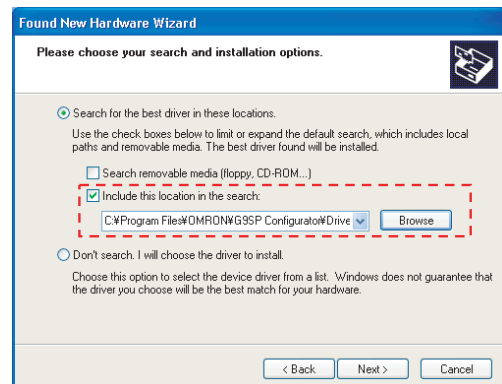 Found New Hardware Wizard
Please choose your search and installation options.
Search for the best driver in these locations.
Use the check boxes below to limit or expand the default search, which includes local
paths and removable media. The best driver found will be installed.
Search removable media (floppy, CD-ROM...)
Include this location in the search:
C:¥Program Files¥OMRON¥G9SP Configurator¥Drive Browse
Don't search. I will choose the driver to install.
Choose this option to select the device driver from a list. Windows does not guarantee that
the driver you choose will be the best match for your hardware.
< Back Next > Cancel